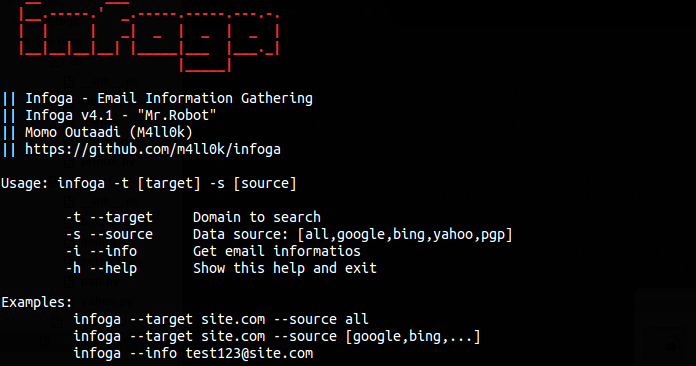 infoga
|| Infoga - Email Information Gathering
|| Infoga v4.1 - "Mr.Robot"
|| Momo Outaadi (M4ll0k)
|| https://github.com/m4ll0k/infoga
Usage: infoga -t [target] -s [source]
-t --target Domain to search
-s --source Data source: [all,google,bing,yahoo,pgp]
-i --info Get email informatios
-h --help Show this help and exit
Examples:
infoga --target site.com --source all
infoga --target site.com --source [google,bing,...]
infoga --info test123@site.com